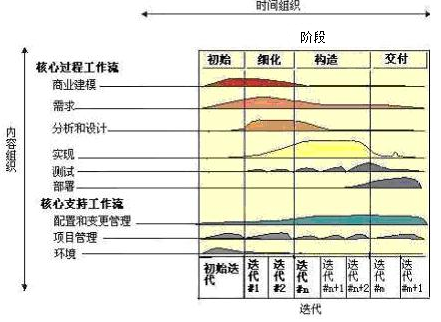 时间组织
阶段
初始 细化 构造 交付
核心过程工作流
商业建模
需求
分析和设计
实现
测试
部署
核心支持工作流
配置和变更管理
项目管理
环境
内容组织
初始迭代 迭代#1 迭代#2 迭代#n 迭代#n+1 迭代#n+2 迭代#m 迭代#m+1
迭代